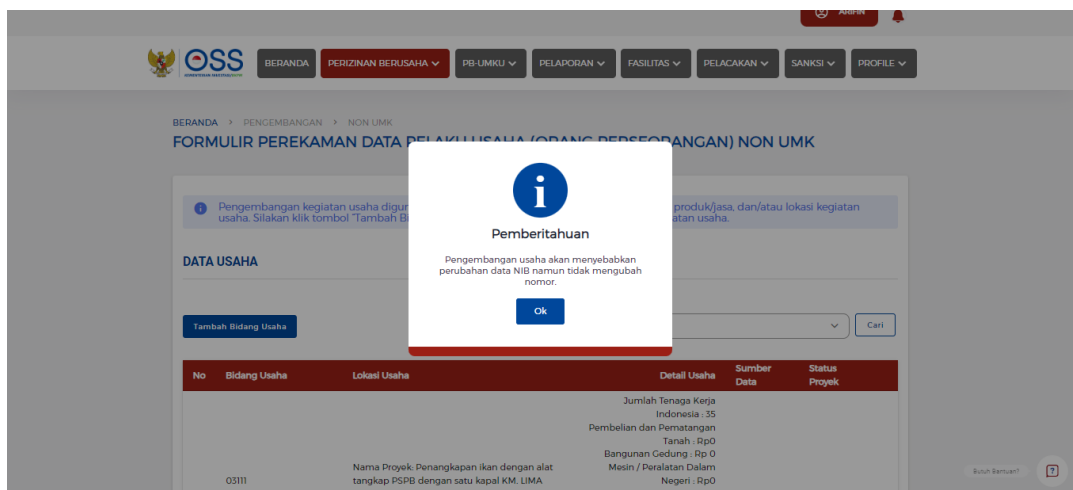 ARIFIN
OSS
BERANDA PERIZINAN BERUSAHA PB-UMKU PELAPORAN FASILITAS PELACAKAN SANKSI PROFILE
BERANDA > PENGEMBANGAN > NON UMK
FORMULIR PEREKAMAN DATA PELAKU USAHA (ORANG PERSEORANGAN) NON UMK
Pengembangan kegiatan usaha digu produk/jasa, dan/atau lokasi kegiatan
usaha. Silakan klik tombol "Tambah Bi atan usaha.
Pemberitahuan
Pengembangan usaha akan menyebabkan
perubahan data NIB namun tidak mengubah
nomor.
Ok
DATA USAHA
Tambah Bidang Usaha
Cari
No Bidang Usaha Lokasi Usaha Detail Usaha Sumber Data Status Proyek
Jumlah Tenaga Kerja
Indonesia : 35
Pembelian dan Pematangan
Tanah : Rp0
Bangunan Gedung : Rp 0
Nama Proyek: Penangkapan ikan dengan alat Mesin / Peralatan Dalam
03111 tangkap PSPB dengan satu kapal KM. LIMA Negeri : Rp0
Butuh Bantuan?